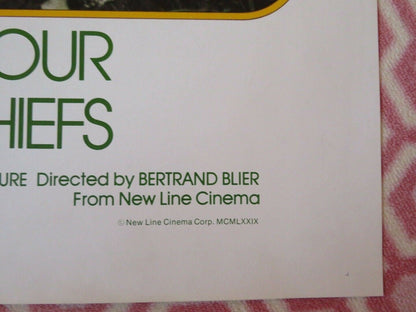 OUR
HIEFS
URE Directed by BERTRAND BLIER
From New Line Cinema
© New Line Cinema Corp. MCMLXXIX